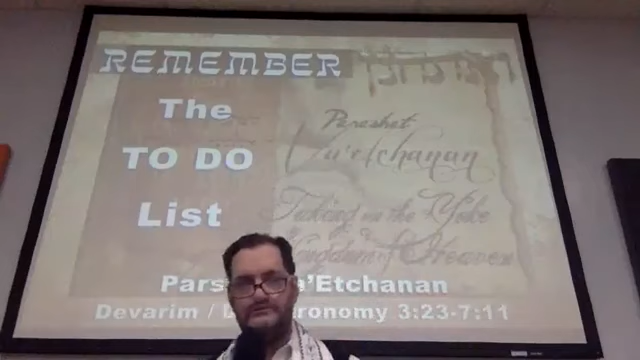 REMEMBER
The
TO DO
List
Parashat
Va'etchanan
Taking on the Yoke
Kingdom of Heaven
'Etchanan
Devarim / 3:23-7:11